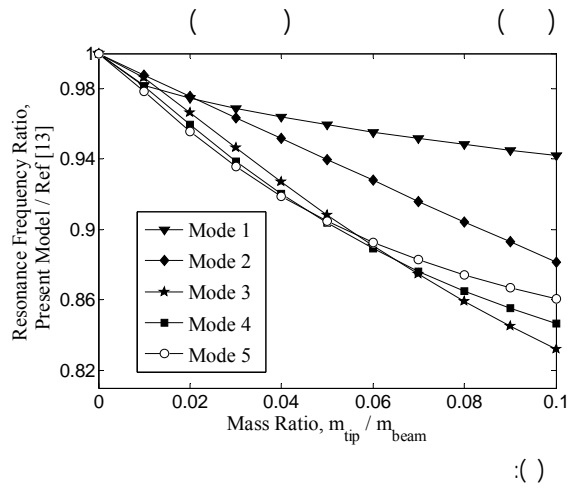 ( ) ( )
1
0.98
0.94
0.9
0.86
0.82
0 0.02 0.04 0.06 0.08 0.1
Resonance Frequency Ratio,
Present Model / Ref [13]
Mode 1
Mode 2
Mode 3
Mode 4
Mode 5
Mass Ratio, m_tip / m_beam
:( )